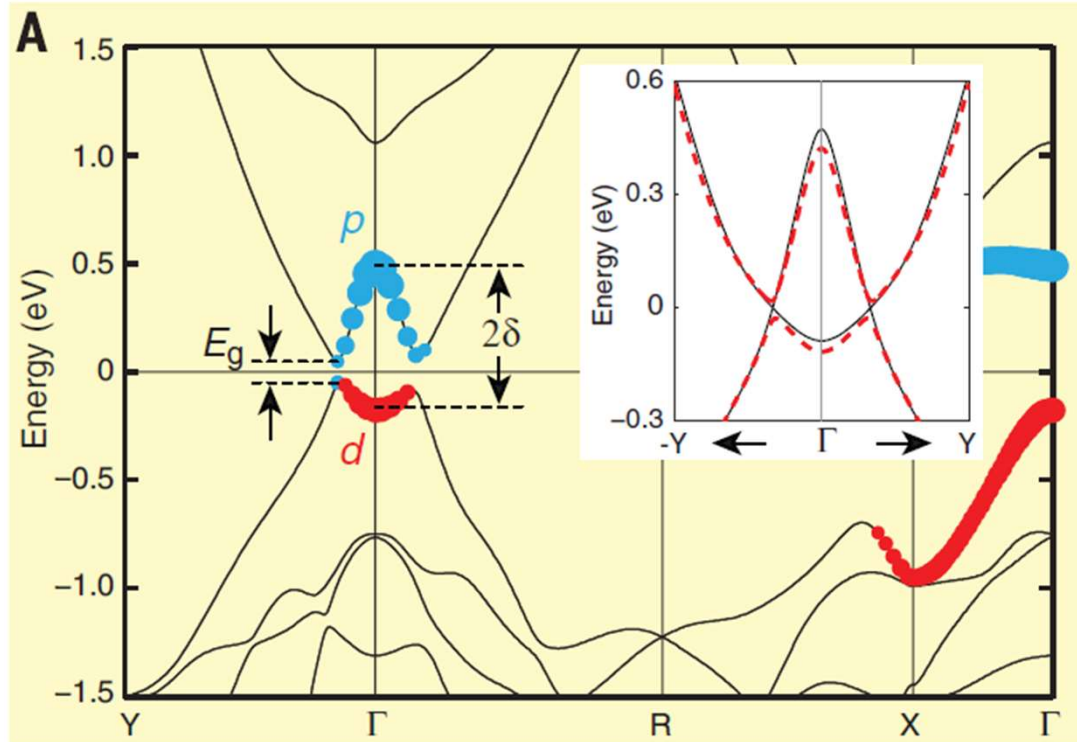 A
1.5
1.0
0.5
0
−0.5
−1.0
−1.5
Energy (eV)
p
d
Eg
2δ
Y
Γ
R
X
Γ
0.6
0.3
0
−0.3
Energy (eV)
-Y
Γ
Y